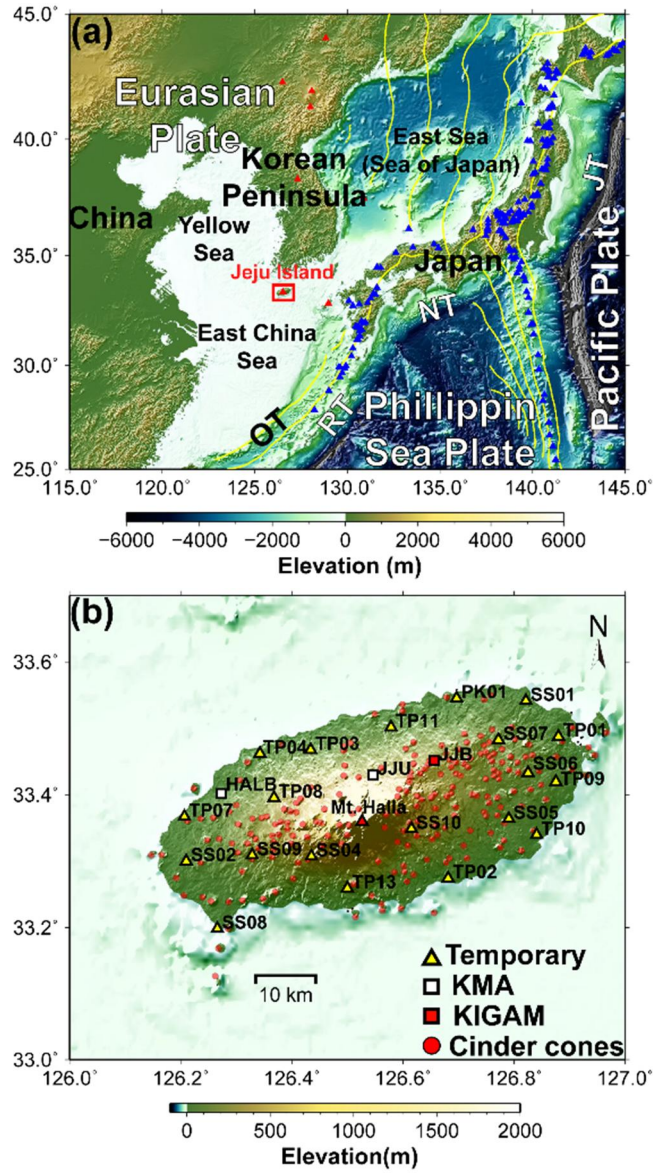 (a)
45.0°
40.0°
35.0°
30.0°
25.0°
115.0°
120.0°
125.0°
130.0°
135.0°
140.0°
145.0°
Eurasian
Plate
Korean
Peninsula
East Sea
(Sea of Japan)
China
Yellow
Sea
Jeju Island
Japan
JT
Pacific Plate
East China
Sea
NT
OT
RT
Phillippin
Sea Plate
−6000 −4000 −2000 0 2000 4000 6000
Elevation (m)
(b)
N
33.6°
33.4°
33.2°
33.0°
126.0°
126.2°
126.4°
126.6°
126.8°
127.0°
PK01
SS01
TP11
TP01
TP04
TP03
SS07
JJB
JJU
SS06
HALB
TP08
TP09
TP07
Mt. Halla
SS05
SS10
TP10
SS02
SS09
SS04
TP13
TP02
SS08
10 km
Temporary
KMA
KIGAM
Cinder cones
0 500 1000 1500 2000
Elevation(m)